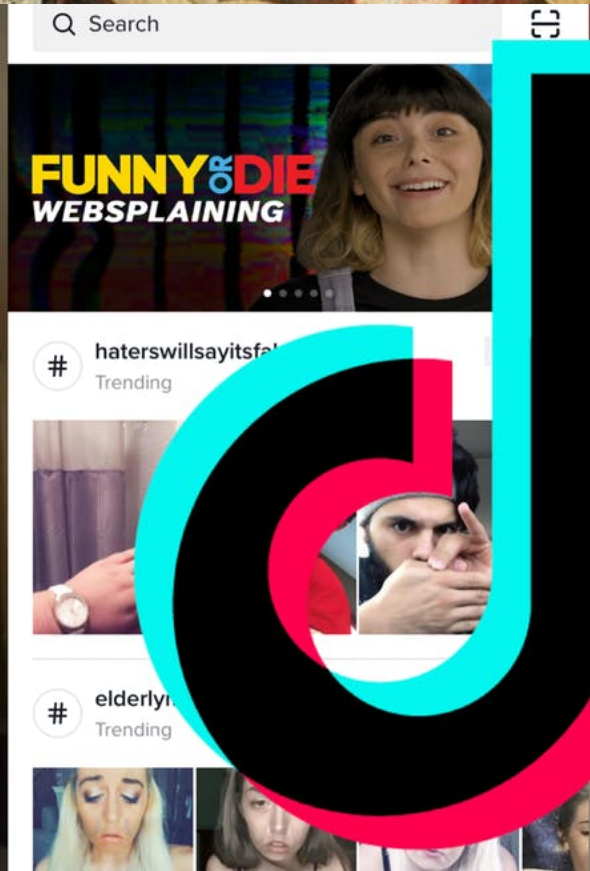 Search
FUNNY OR DIE
WEBSPLAINING
#
Trending
#
Trending